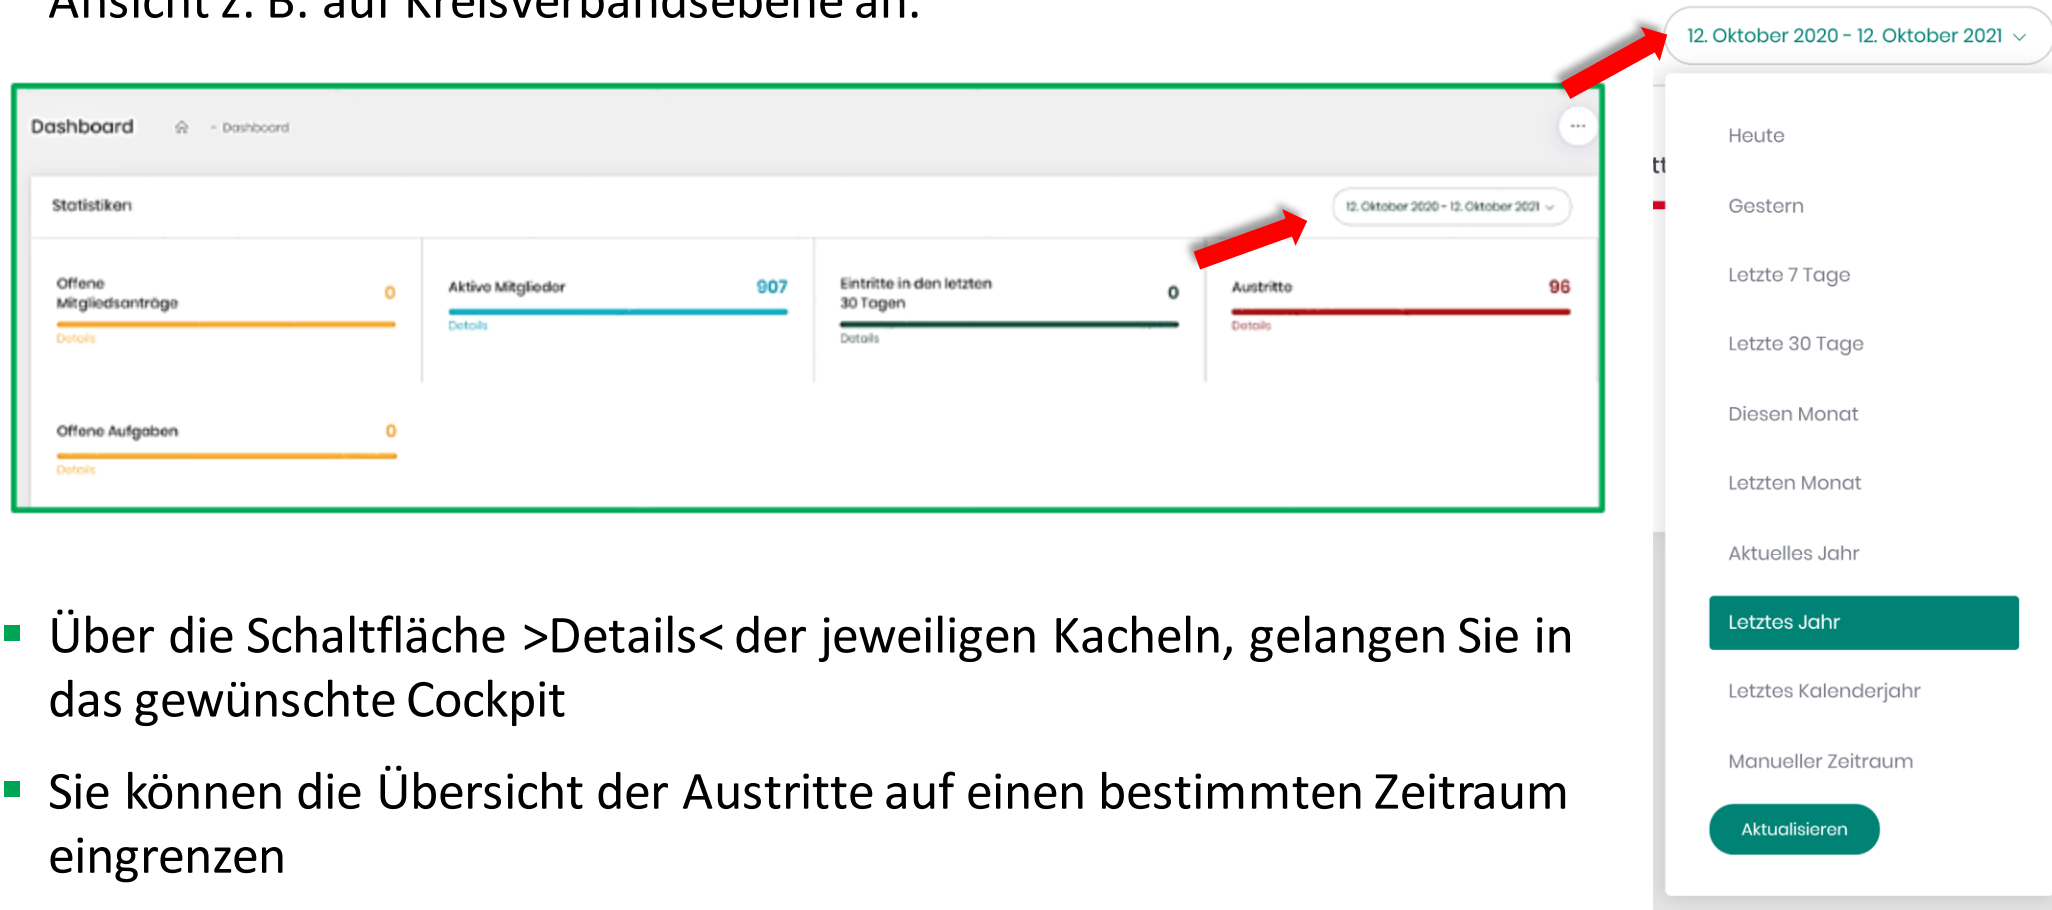 Ansicht z. B. auf Kreisverbandsebene an.
Dashboard - Dashboard
Statistiken
12. Oktober 2020 - 12. Oktober 2021
Offene
Mitgliedsanträge
0
Details
Aktive Mitglieder
907
Details
Eintritte in den letzten
30 Tagen
0
Details
Austritte
96
Details
Offene Aufgaben
0
Details
Über die Schaltfläche >Details< der jeweiligen Kacheln, gelangen Sie in
das gewünschte Cockpit
Sie können die Übersicht der Austritte auf einen bestimmten Zeitraum
eingrenzen
12. Oktober 2020 - 12. Oktober 2021
Heute
Gestern
Letzte 7 Tage
Letzte 30 Tage
Diesen Monat
Letzten Monat
Aktuelles Jahr
Letztes Jahr
Letztes Kalenderjahr
Manueller Zeitraum
Aktualisieren